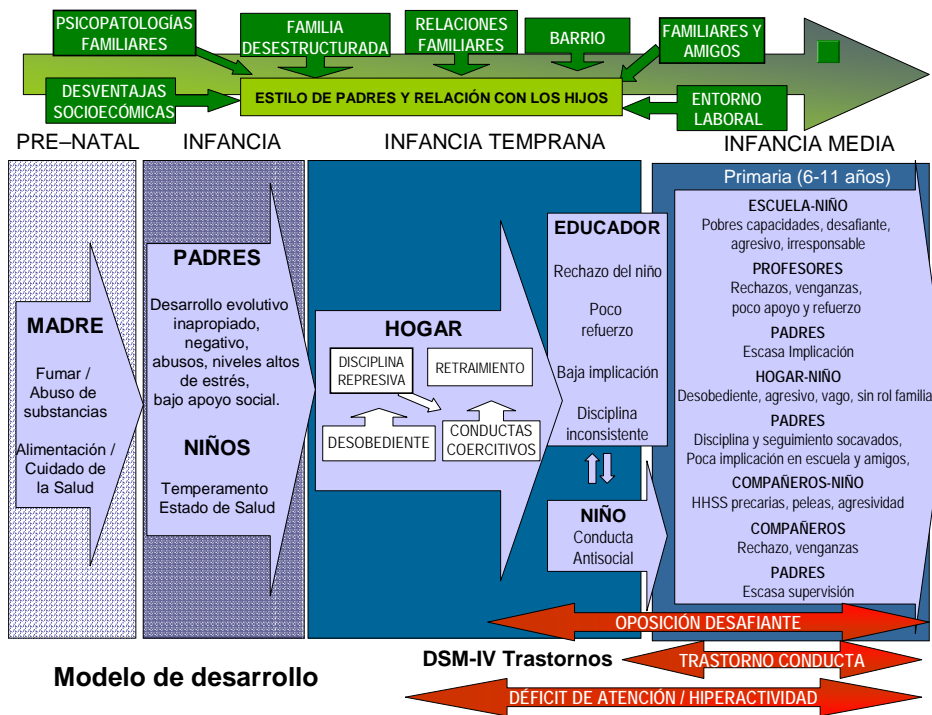 PSICOPATOLOGÍAS
FAMILIARES
FAMILIA
DESESTRUCTURADA
RELACIONES
FAMILIARES
BARRIO
FAMILIARES Y
AMIGOS
DESVENTAJAS
SOCIOECÓMICAS
ESTILO DE PADRES Y RELACIÓN CON LOS HIJOS
ENTORNO
LABORAL
PRE–NATAL
INFANCIA
INFANCIA TEMPRANA
INFANCIA MEDIA
MADRE
Fumar /
Abuso de
substancias
Alimentación /
Cuidado de
la Salud
PADRES
Desarrollo evolutivo
inapropiado,
negativo,
abusos, niveles altos
de estrés,
bajo apoyo social.
NIÑOS
Temperamento
Estado de Salud
HOGAR
DISCIPLINA
REPRESIVA
RETRAIMIENTO
DESOBEDIENTE
CONDUCTAS
COERCITIVOS
EDUCADOR
Rechazo del niño
Poco
refuerzo
Baja implicación
Disciplina
inconsistente
NIÑO
Conducta
Antisocial
Primaria (6-11 años)
ESCUELA-NIÑO
Pobres capacidades, desafiante,
agresivo, irresponsable
PROFESORES
Rechazos, venganzas,
poco apoyo y refuerzo
PADRES
Escasa Implicación
HOGAR-NIÑO
Desobediente, agresivo, vago, sin rol familia
PADRES
Disciplina y seguimiento socavados,
Poca implicación en escuela y amigos,
COMPAÑEROS-NIÑO
HHSS precarias, peleas, agresividad
COMPAÑEROS
Rechazo, venganzas
PADRES
Escasa supervisión
OPOSICIÓN DESAFIANTE
DSM-IV Trastornos
TRASTORNO CONDUCTA
Modelo de desarrollo
DÉFICIT DE ATENCIÓN / HIPERACTIVIDAD